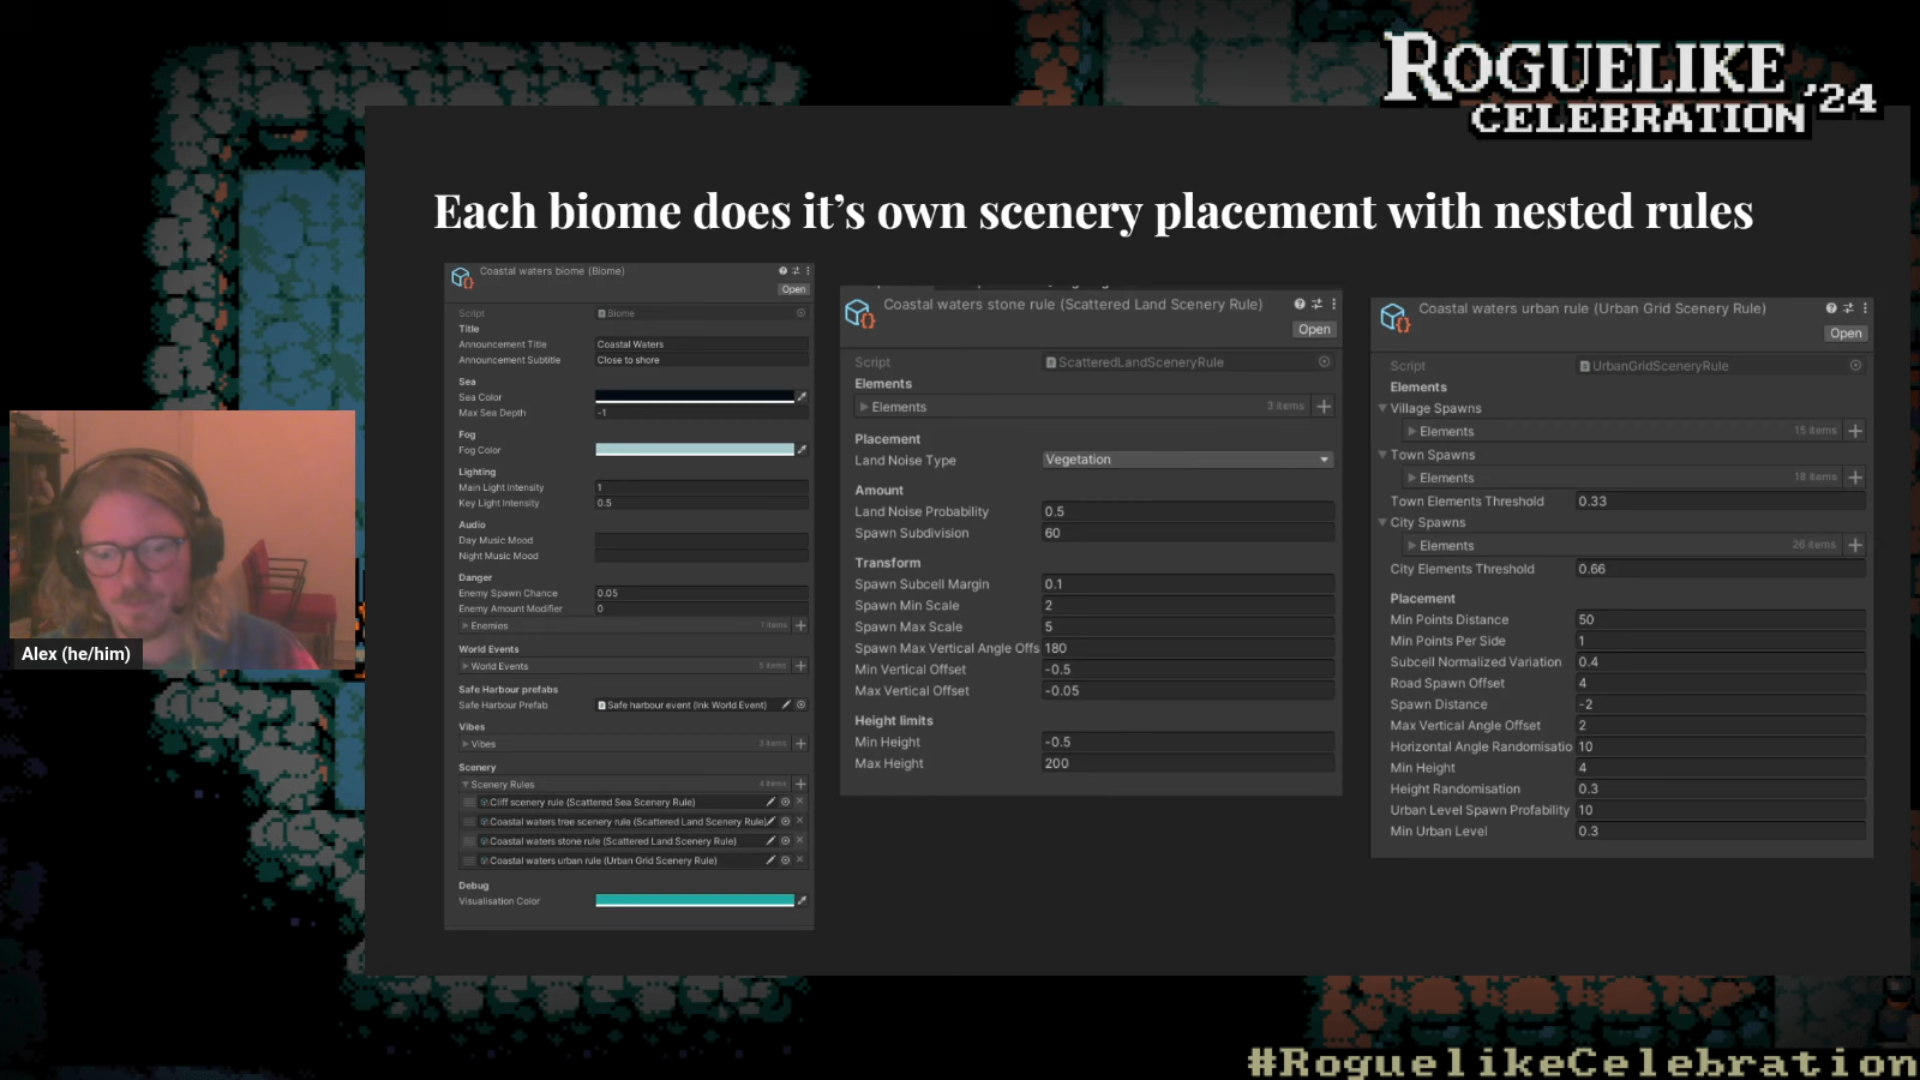 ROGUELIKE
CELEBRATION '24
Each biome does it's own scenery placement with nested rules
Coastal waters biome (Biome)
Open
Script Biome
Title
Announcement Title Coastal Waters
Announcement Subtitle Close to shore
Sea
Sea Color
Max Sea Depth -1
Fog
Fog Color
Lighting
Main Light Intensity 1
Key Light Intensity 0.5
Audio
Day Music Mood
Night Music Mood
Danger
Enemy Spawn Chance 0.05
Enemy Amount Modifier 0
Enemies 1 items
World Events
World Events 5 items
Safe Harbour prefabs
Safe Harbour Prefab Safe harbour event (Ink World Event)
Vibes
Vibes 3 items
Scenery
Scenery Rules 4 items
Cliff scenery rule (Scattered Sea Scenery Rule)
Coastal waters tree scenery rule (Scattered Land Scenery Rule)
Coastal waters stone rule (Scattered Land Scenery Rule)
Coastal waters urban rule (Urban Grid Scenery Rule)
Debug
Visualisation Color
Coastal waters stone rule (Scattered Land Scenery Rule)
Open
Script ScatteredLandSceneryRule
Elements
Elements 3 items
Placement
Land Noise Type Vegetation
Amount
Land Noise Probability 0.5
Spawn Subdivision 60
Transform
Spawn Subcell Margin 0.1
Spawn Min Scale 2
Spawn Max Scale 5
Spawn Max Vertical Angle Offs 180
Min Vertical Offset -0.5
Max Vertical Offset -0.05
Height limits
Min Height -0.5
Max Height 200
Coastal waters urban rule (Urban Grid Scenery Rule)
Open
Script UrbanGridSceneryRule
Elements
Village Spawns
Elements 15 items
Town Spawns
Elements 18 items
Town Elements Threshold 0.33
City Spawns
Elements 26 items
City Elements Threshold 0.66
Placement
Min Points Distance 50
Min Points Per Side 1
Subcell Normalized Variation 0.4
Road Spawn Offset 4
Spawn Distance -2
Max Vertical Angle Offset 2
Horizontal Angle Randomisatio 10
Min Height 4
Height Randomisation 0.3
Urban Level Spawn Profability 10
Min Urban Level 0.3
Alex (he/him)
#RoguelikeCelebration